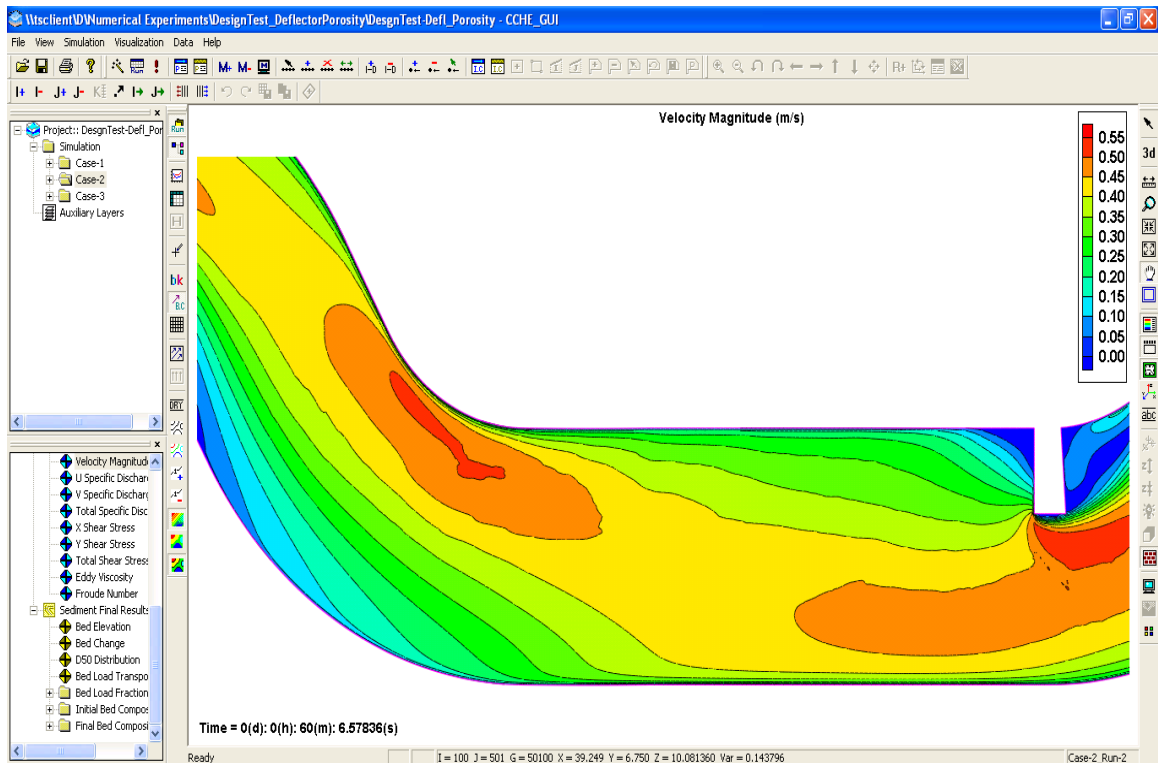 \\tsclient\D\Numerical Experiments\DesignTest_DeflectorPorosity\DesgnTest-Defl_Porosity - CCHE_GUI
File View Simulation Visualization Data Help
Project:: DesgnTest-Defl_Por
Simulation
Case-1
Case-2
Case-3
Auxiliary Layers
Velocity Magnitude
U Specific Dischar
V Specific Discharg
Total Specific Disc
X Shear Stress
Y Shear Stress
Total Shear Stress
Eddy Viscosity
Froude Number
Sediment Final Results
Bed Elevation
Bed Change
D50 Distribution
Bed Load Transpo
Bed Load Fraction
Initial Bed Compos
Final Bed Composi
Run
bk
DRY
Velocity Magnitude (m/s)
0.55
0.50
0.45
0.40
0.35
0.30
0.25
0.20
0.15
0.10
0.05
0.00
Time = 0(d): 0(h): 60(m): 6.57836(s)
3d
abc
Ready
I = 100 J = 501 G = 50100 X = 39.249 Y = 6.750 Z = 10.081360 Var = 0.143796
Case-2 Run-2